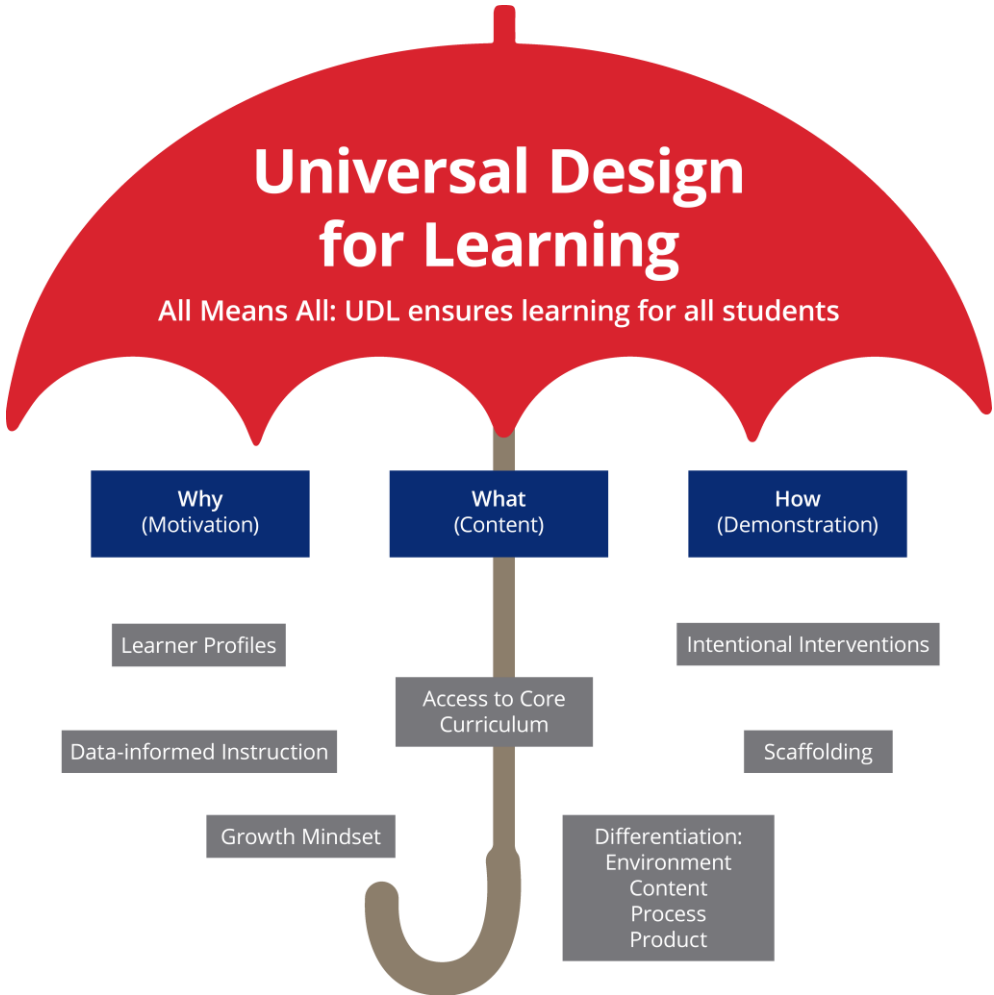 Universal Design
for Learning
All Means All: UDL ensures learning for all students
Why
(Motivation)
What
(Content)
How
(Demonstration)
Learner Profiles
Intentional Interventions
Access to Core
Curriculum
Data-informed Instruction
Scaffolding
Growth Mindset
Differentiation:
Environment
Content
Process
Product